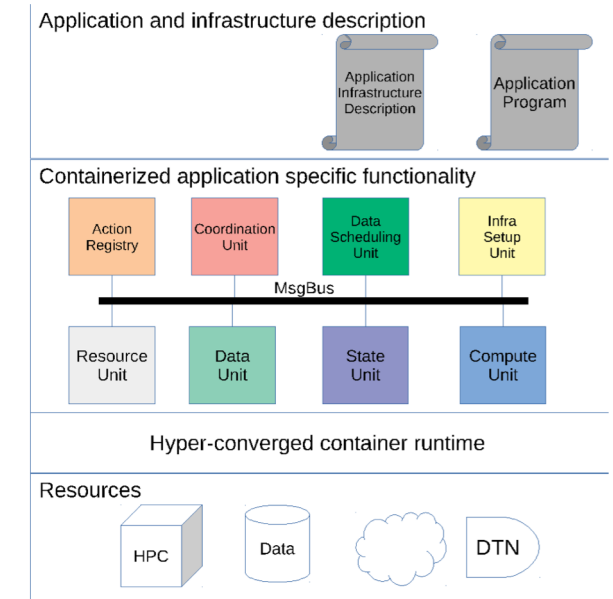 Application and infrastructure description
Application
Infrastructure
Description
Application
Program
Containerized application specific functionality
Action
Registry
Coordination
Unit
Data
Scheduling
Unit
Infra
Setup
Unit
MsgBus
Resource
Unit
Data
Unit
State
Unit
Compute
Unit
Hyper-converged container runtime
Resources
HPC
Data
DTN